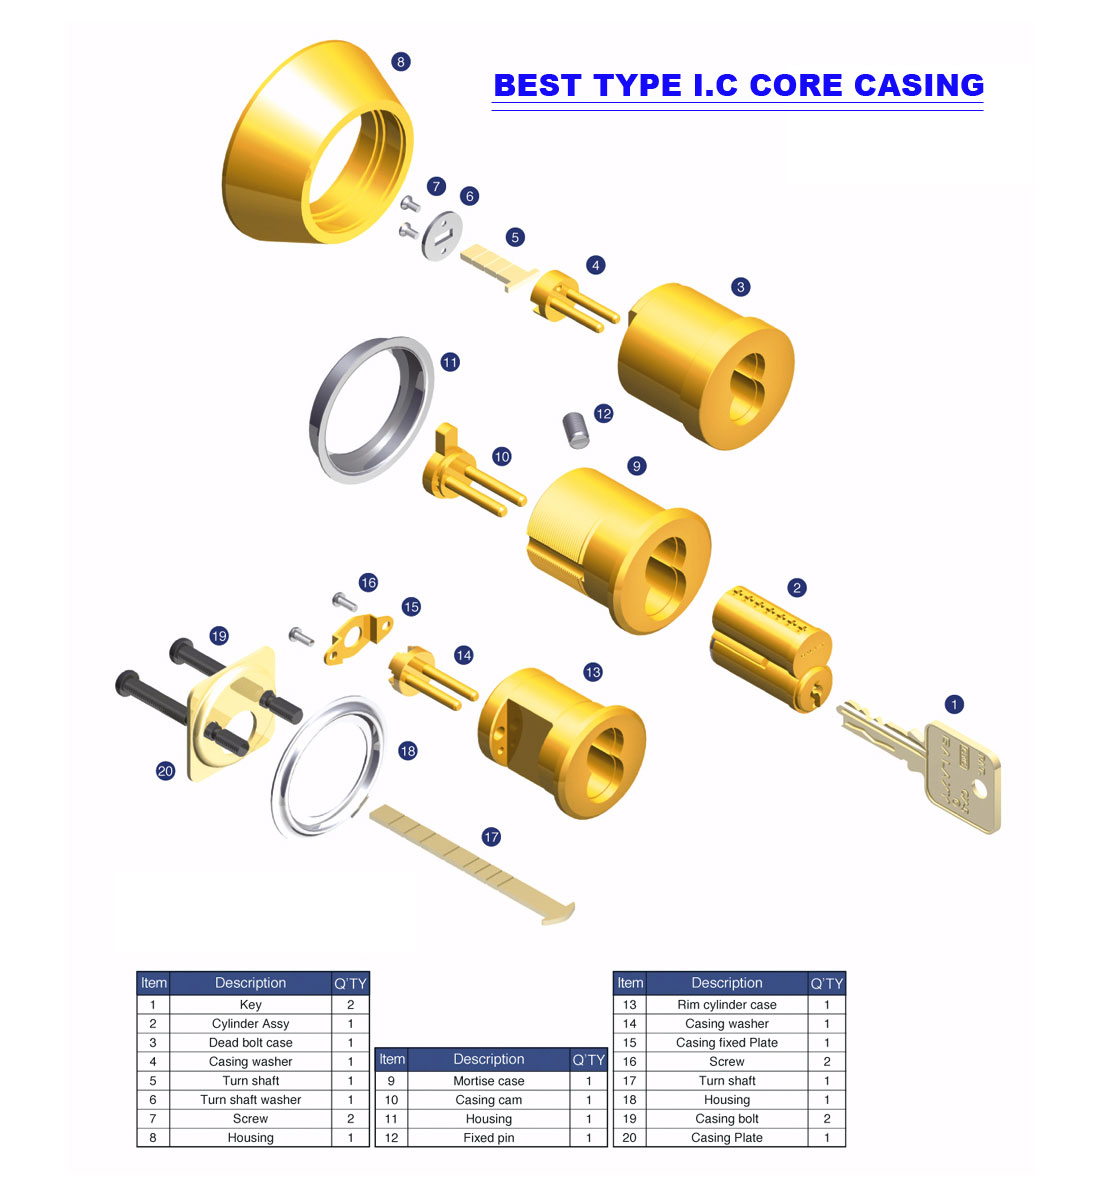 BEST TYPE I.C CORE CASING
8
7
6
5
4
3
11
12
10
9
16
15
2
19
14
13
1
18
20
17
Item Description Q'TY
1 Key 2
2 Cylinder Assy 1
3 Dead bolt case 1
4 Casing washer 1
5 Turn shaft 1
6 Turn shaft washer 1
7 Screw 2
8 Housing 1
Item Description Q'TY
9 Mortise case 1
10 Casing cam 1
11 Housing 1
12 Fixed pin 1
Item Description Q'TY
13 Rim cylinder case 1
14 Casing washer 1
15 Casing fixed Plate 1
16 Screw 2
17 Turn shaft 1
18 Housing 1
19 Casing bolt 2
20 Casing Plate 1